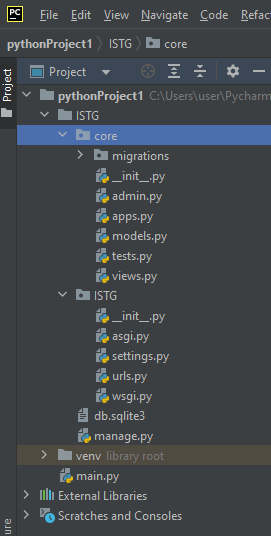 PC File Edit View Navigate Code Refac
pythonProject1 ISTG core
Project
Project
pythonProject1 C:\Users\user\Pycharm
ISTG
core
migrations
__init__.py
admin.py
apps.py
models.py
tests.py
views.py
ISTG
__init__.py
asgi.py
settings.py
urls.py
wsgi.py
db.sqlite3
manage.py
venv library root
main.py
External Libraries
Scratches and Consoles
ure